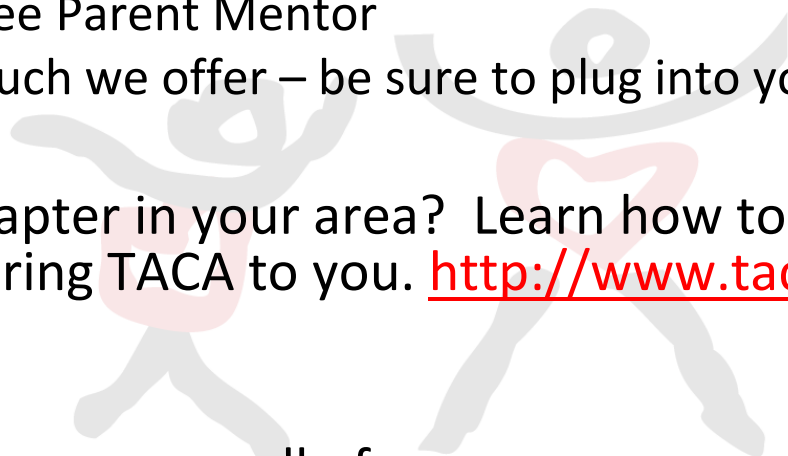 ee Parent Mentor
uch we offer – be sure to plug into yo
apter in your area?  Learn how to
ring TACA to you. http://www.tac